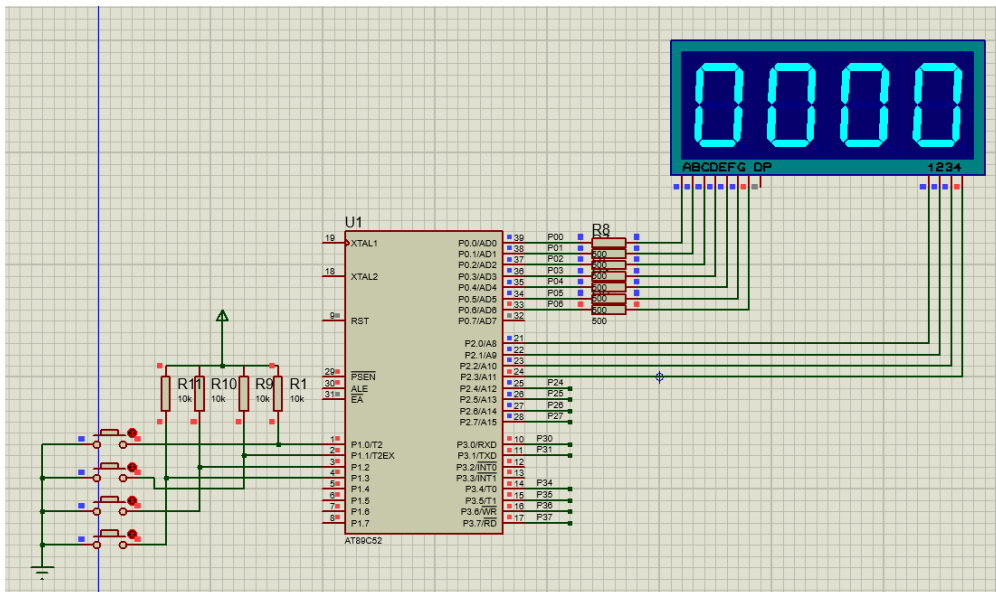 0000
ABCDEFG DP
1234
U1
R8
19
XTAL1
18
XTAL2
9
RST
29
PSEN
30
ALE
31
EA
1
P1.0/T2
2
P1.1/T2EX
3
P1.2
4
P1.3
5
P1.4
6
P1.5
7
P1.6
8
P1.7
P0.0/AD0
39
P00
P0.1/AD1
38
P01
P0.2/AD2
37
P02
P0.3/AD3
36
P03
P0.4/AD4
35
P04
P0.5/AD5
34
P05
P0.6/AD6
33
P06
P0.7/AD7
32
500
500
500
500
500
500
P2.0/A8
21
P2.1/A9
22
P2.2/A10
23
P2.3/A11
24
P2.4/A12
25
P24
P2.5/A13
26
P25
P2.6/A14
27
P26
P2.7/A15
28
P27
P3.0/RXD
10
P30
P3.1/TXD
11
P31
P3.2/INT0
12
P3.3/INT1
13
P3.4/T0
14
P34
P3.5/T1
15
P35
P3.6/WR
16
P36
P3.7/RD
17
P37
AT89C52
R11
10k
R10
10k
R9
10k
R1
10k